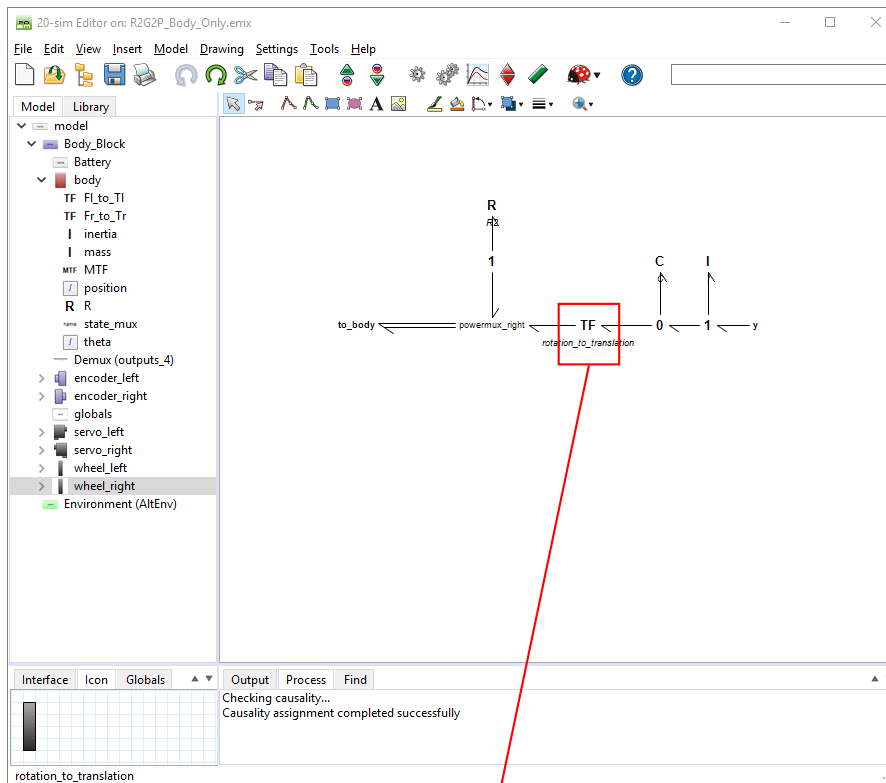 20-sim Editor on: R2G2P_Body_Only.emx
File Edit View Insert Model Drawing Settings Tools Help
A
Model Library
model
Body_Block
Battery
body
TF Fl_to_Tl
TF Fr_to_Tr
I inertia
I mass
MTF MTF
position
R R
name state_mux
theta
Demux (outputs_4)
encoder_left
encoder_right
globals
servo_left
servo_right
wheel_left
wheel_right
Environment (AltEnv)
R
1
C
I
to_body powermux_right TF 0 1 y
rotation_to_translation
Interface Icon Globals
Output Process Find
Checking causality...
Causality assignment completed successfully
rotation_to_translation